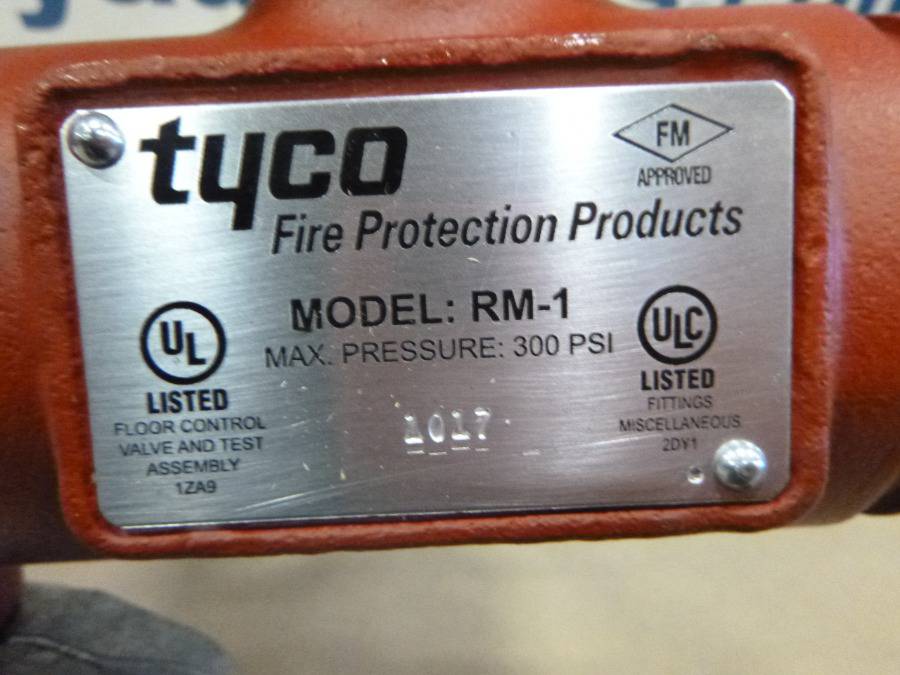 tyco
FM
APPROVED
Fire Protection Products
MODEL: RM-1
MAX. PRESSURE: 300 PSI
UL
LISTED
FLOOR CONTROL
VALVE AND TEST
ASSEMBLY
1ZA9
1017
ULC
LISTED
FITTINGS
MISCELLANEOUS
2DY1